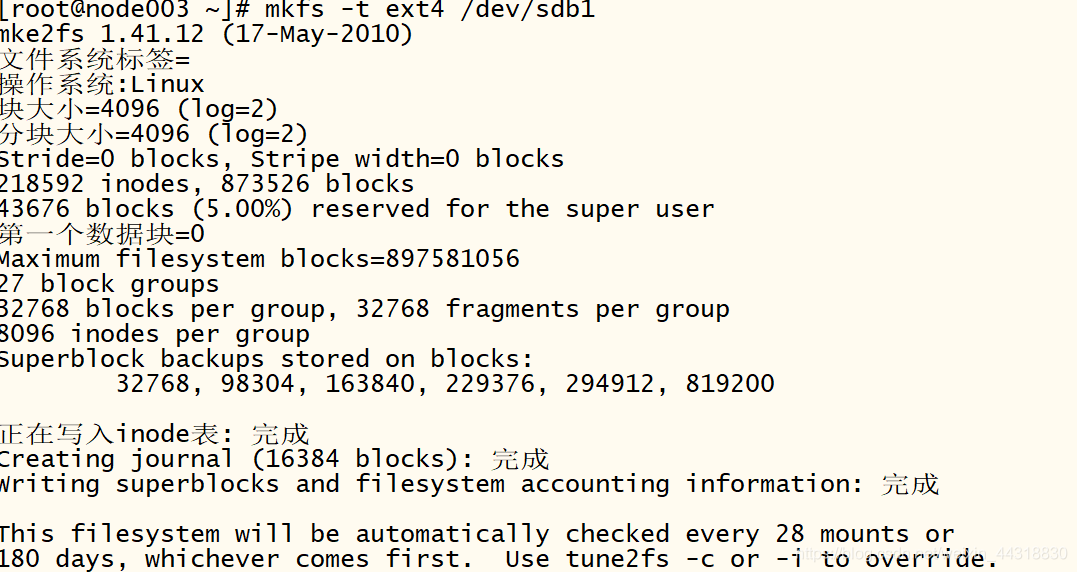 [root@node003 ~]# mkfs -t ext4 /dev/sdb1
mke2fs 1.41.12 (17-May-2010)
文件系统标签=
操作系统:Linux
块大小=4096 (log=2)
分块大小=4096 (log=2)
Stride=0 blocks, Stripe width=0 blocks
218592 inodes, 873526 blocks
43676 blocks (5.00%) reserved for the super user
第一个数据块=0
Maximum filesystem blocks=897581056
27 block groups
32768 blocks per group, 32768 fragments per group
8096 inodes per group
Superblock backups stored on blocks:
32768, 98304, 163840, 229376, 294912, 819200
正在写入inode表: 完成
Creating journal (16384 blocks): 完成
Writing superblocks and filesystem accounting information: 完成
This filesystem will be automatically checked every 28 mounts or
180 days, whichever comes first.  Use tune2fs -c or -i to override.